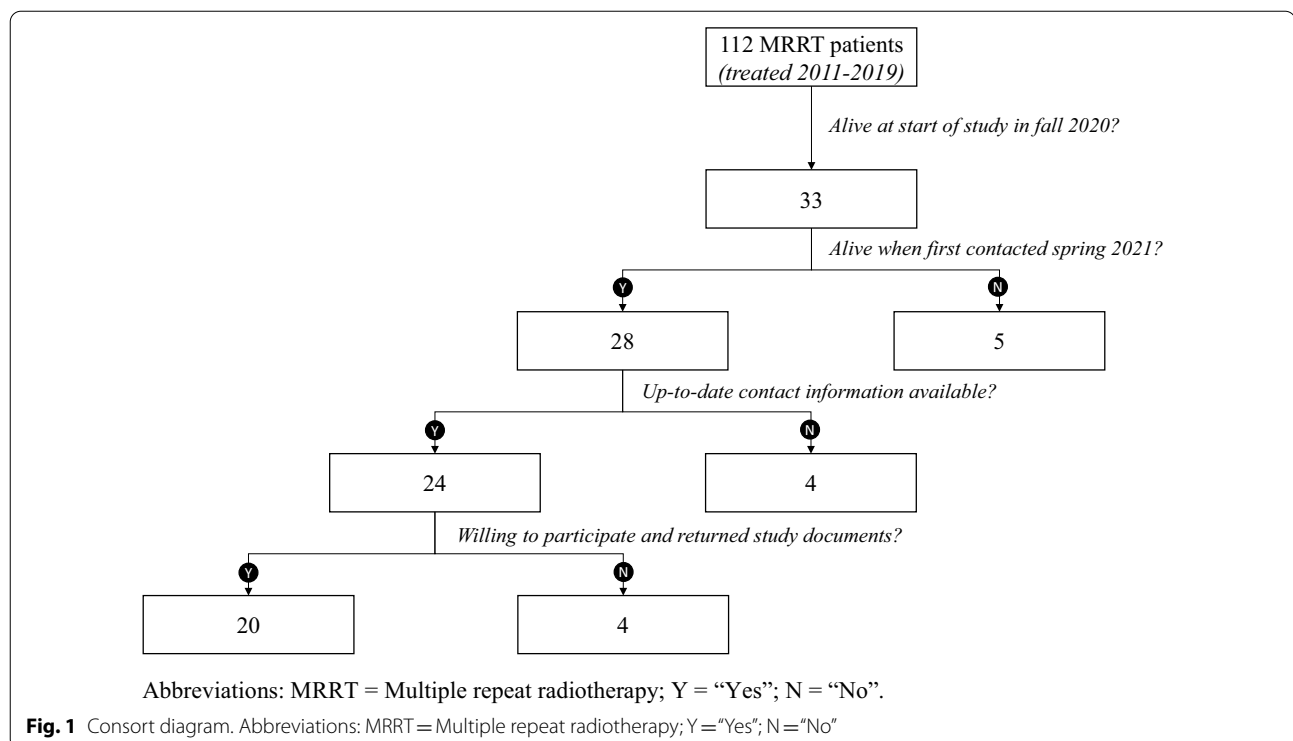 112 MRRT patients
(treated 2011-2019)
Alive at start of study in fall 2020?
33
Alive when first contacted spring 2021?
Y
N
28
5
Up-to-date contact information available?
Y
N
24
4
Willing to participate and returned study documents?
Y
N
20
4
Abbreviations: MRRT = Multiple repeat radiotherapy; Y = “Yes”; N = “No”.
Fig. 1 Consort diagram. Abbreviations: MRRT = Multiple repeat radiotherapy; Y = “Yes”; N = “No”